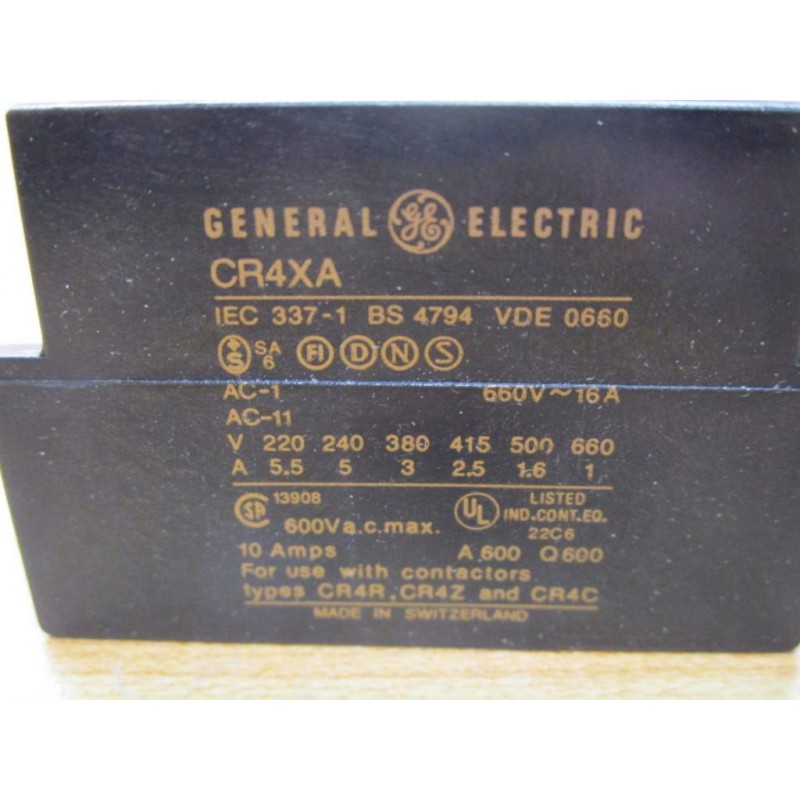 GENERAL GE ELECTRIC
CR4XA
IEC 337-1 BS 4794 VDE 0660
S SA 6 FI D N S
AC-1 660V~16A
AC-11
V 220 240 380 415 500 660
A 5.5 5 3 2.5 1.6 1
SA 13908 UL LISTED
IND.CONT.EQ.
600Va.c.max. 22C6
10 Amps A600 Q600
For use with contactors
types CR4R, CR4Z and CR4C
MADE IN SWITZERLAND